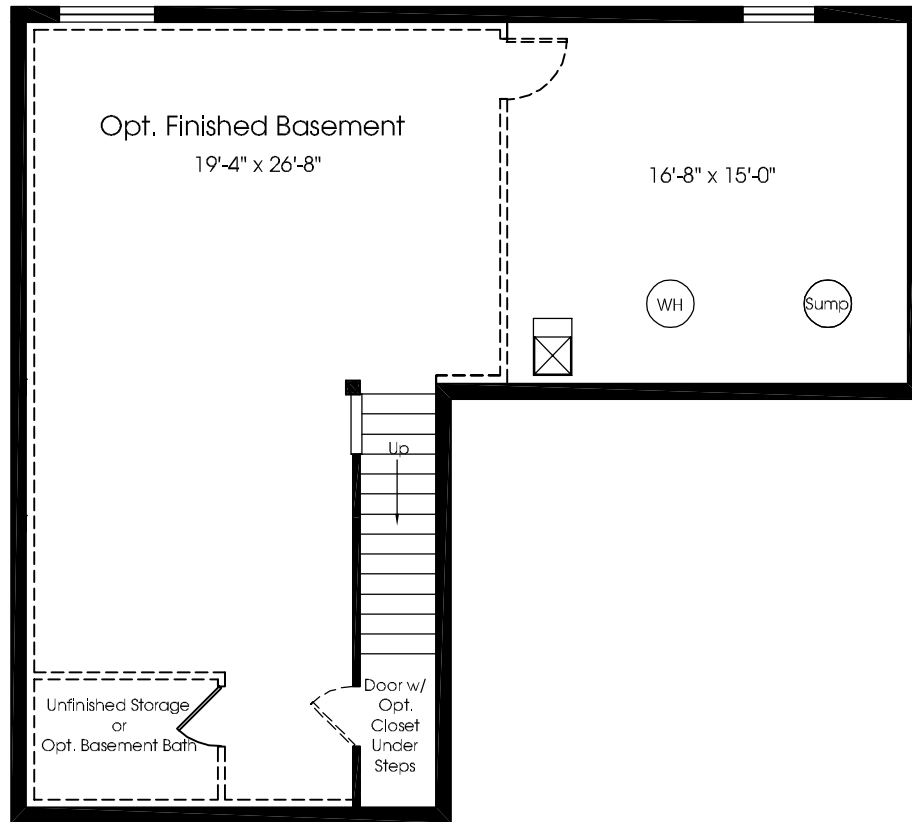 Opt. Finished Basement
19'-4" x 26'-8"
16'-8" x 15'-0"
WH
Sump
Up
Unfinished Storage
or
Opt. Basement Bath
Door w/
Opt.
Closet
Under
Steps